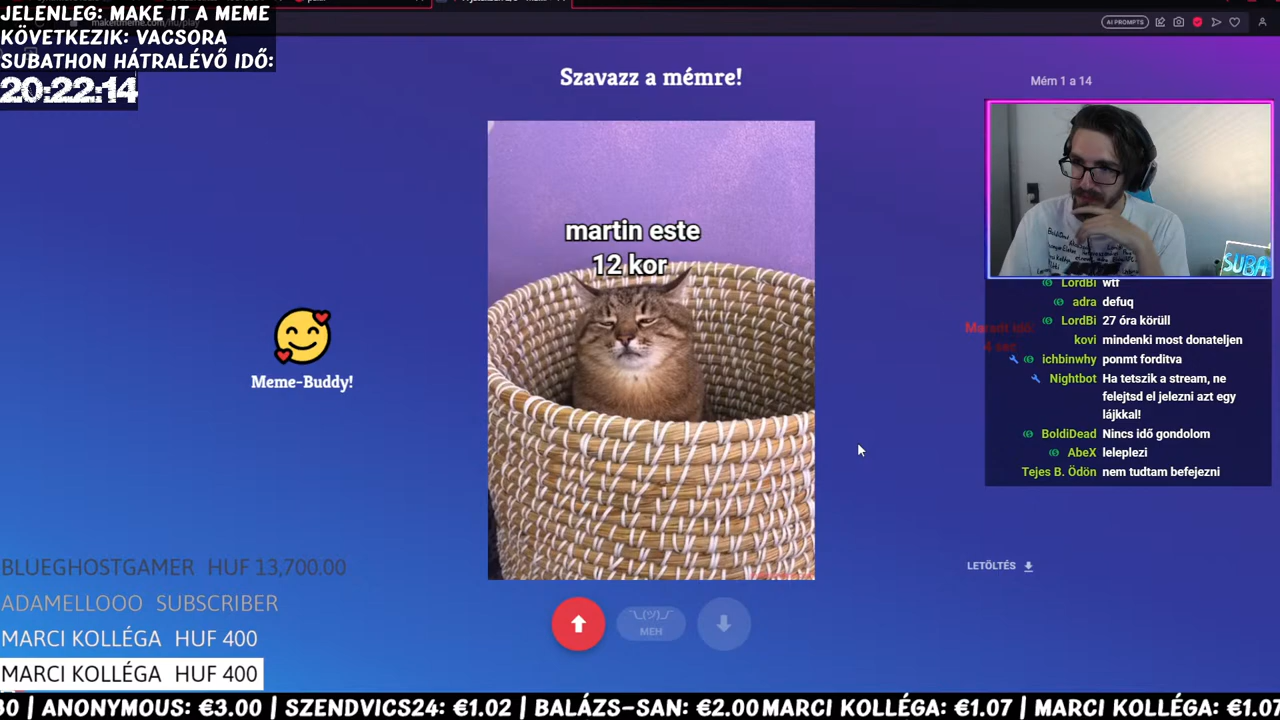 JELENLEG: MAKE IT A MEME
KÖVETKEZIK: VACSORA
SUBATHON HÁTRALÉVŐ IDŐ:
20:22:14
AI PROMPTS
Szavazz a mémre!
Mém 1 a 14
martin este
12 kor
Meme-Buddy!
SUBA
LordBi wtf
adra defuq
LordBi 27 óra körüll
kovi mindenki most donateljen
ichbinwhy ponmt forditva
Nightbot Ha tetszik a stream, ne
felejtsd el jelezni azt egy
lájkkal!
BoldiDead Nincs idő gondolom
AbeX leleplezi
Tejes B. Ödön nem tudtam befejezni
LETÖLTÉS
¯\_(ツ)_/¯
MEH
BLUEGHOSTGAMER HUF 13,700.00
ADAMELLOOO SUBSCRIBER
MARCI KOLLÉGA HUF 400
MARCI KOLLÉGA HUF 400
30 | ANONYMOUS: €3.00 | SZENDVICS24: €1.02 | BALÁZS-SAN: €2.00 MARCI KOLLÉGA: €1.07 | MARCI KOLLÉGA: €1.07